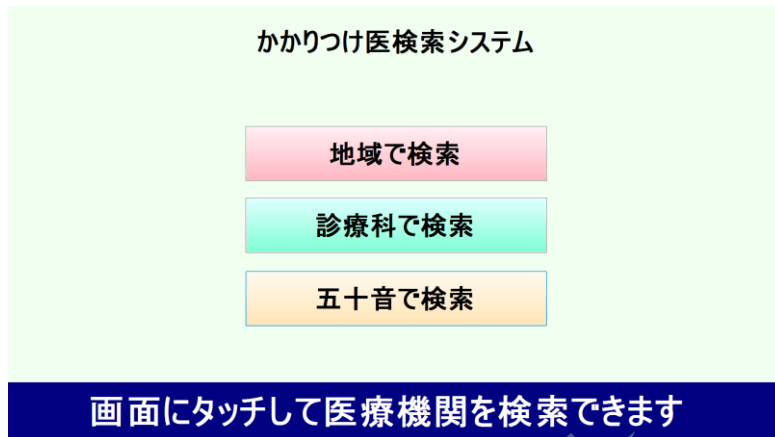 かかりつけ医検索システム
地域で検索
診療科で検索
五十音で検索
画面にタッチして医療機関を検索できます